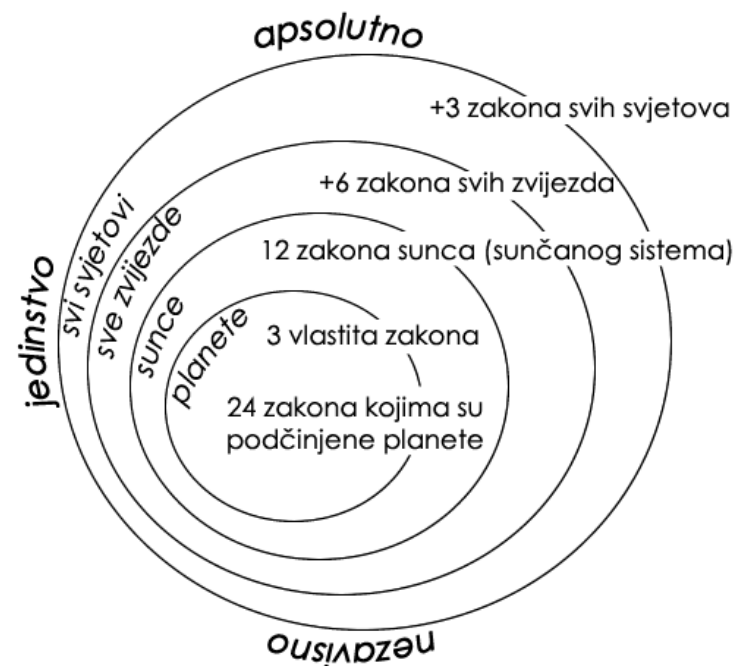 apsolutno
+3 zakona svih svjetova
+6 zakona svih zvijezda
12 zakona sunca (sunčanog sistema)
3 vlastita zakona
24 zakona kojima su
podčinjene planete
jedinstvo
svi svjetovi
sve zvijezde
sunce
planete
nezavisno